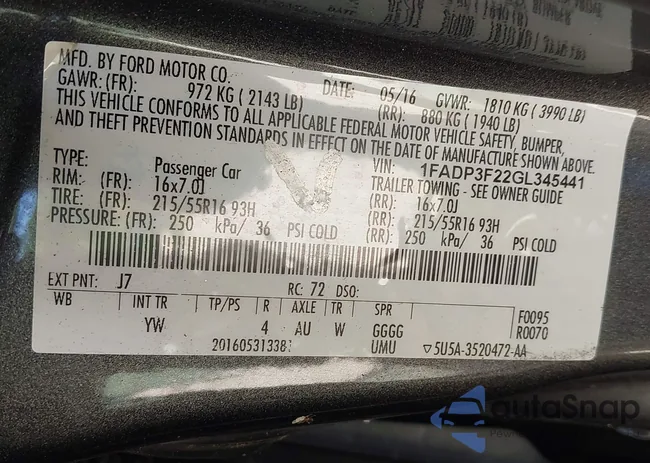 MFD. BY FORD MOTOR CO.
DATE: 05/16 GVWR: 1810 KG ( 3990 LB)
GAWR: (FR): 972 KG ( 2143 LB) (RR): 880 KG ( 1940 LB)
THIS VEHICLE CONFORMS TO ALL APPLICABLE FEDERAL MOTOR VEHICLE SAFETY, BUMPER,
AND THEFT PREVENTION STANDARDS IN EFFECT ON THE DATE OF MANUFACTURE SHOWN ABOVE.
VIN: 1FADP3F22GL345441
TYPE: Passenger Car TRAILER TOWING - SEE OWNER GUIDE
RIM: (FR): 16x7.0J (RR): 16x7.0J
TIRE: (FR): 215/55R16 93H (RR): 215/55R16 93H
PRESSURE: (FR): 250 kPa/ 36 PSI COLD (RR): 250 kPa/ 36 PSI COLD
EXT PNT: J7 RC: 72 DSO:
WB INT TR TP/PS R AXLE TR SPR F0095
YW 4 AU W GGGG R0070
20160531338 UMU ▽5U5A-3520472-AA
autoSnap